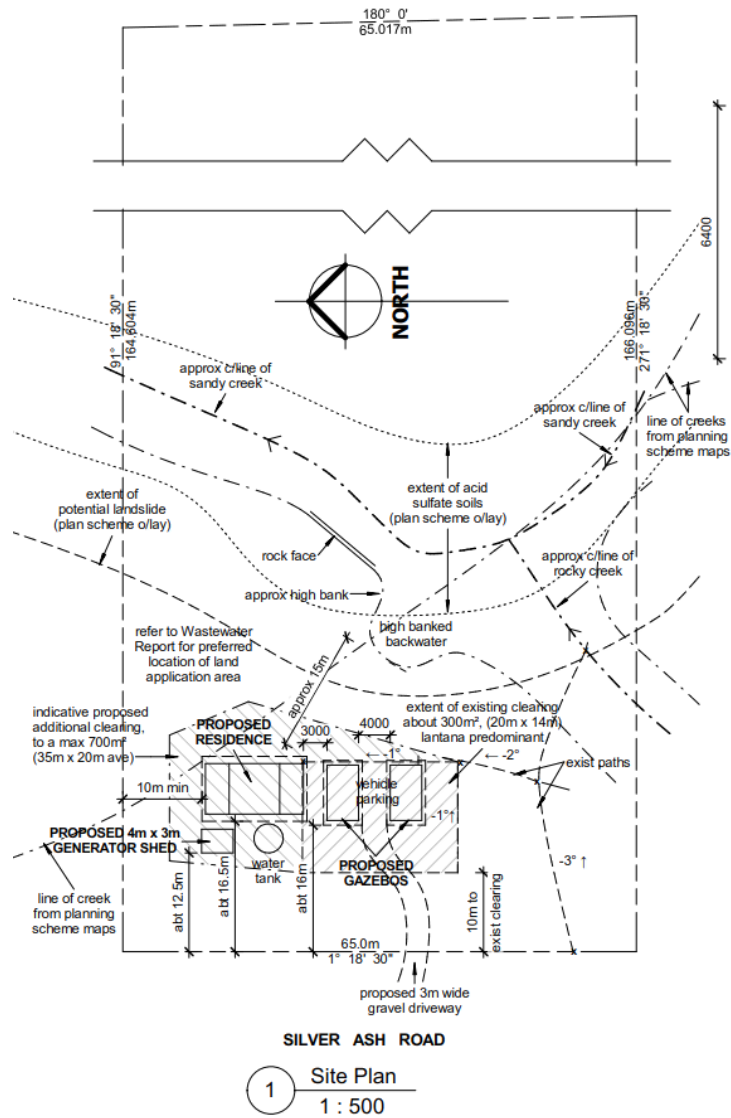 180° 0'
65.017m
6400
NORTH
91° 18' 30"
164.604m
166.096m
271° 18' 30"
approx c/line of
sandy creek
approx c/line of
sandy creek
line of creeks
from planning
scheme maps
extent of
potential landslide
(plan scheme o/lay)
extent of acid
sulfate soils
(plan scheme o/lay)
rock face
approx c/line of
rocky creek
approx high bank
high banked
backwater
refer to Wastewater
Report for preferred
location of land
application area
approx 15m
indicative proposed
additional clearing,
to a max 700m²
(35m x 20m ave)
PROPOSED
RESIDENCE
3000
4000
extent of existing clearing
about 300m², (20m x 14m)
lantana predominant
-1°
-2°
exist paths
10m min
vehicle
parking
-1°
PROPOSED 4m x 3m
GENERATOR SHED
water
tank
PROPOSED
GAZEBOS
-3°
line of creek
from planning
scheme maps
abt 12.5m
abt 16.5m
abt 16m
10m to
exist clearing
65.0m
1° 18' 30"
proposed 3m wide
gravel driveway
SILVER ASH ROAD
1
Site Plan
1 : 500